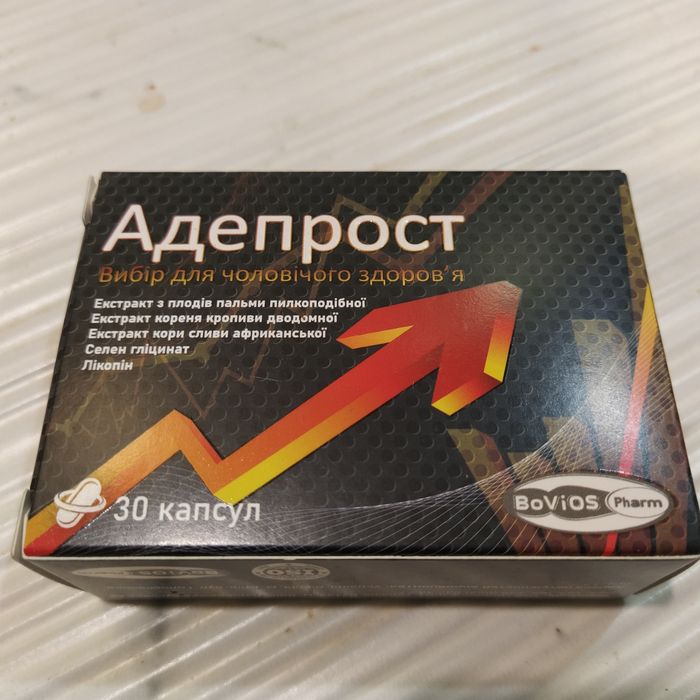 Адепрост
Вибір для чоловічого здоров'я
Екстракт з плодів пальми пилкоподібної
Екстракт кореня кропиви дводомної
Екстракт кори сливи африканської
Селен гліцинат
Лікопін
30 капсул
BoViOS Pharm